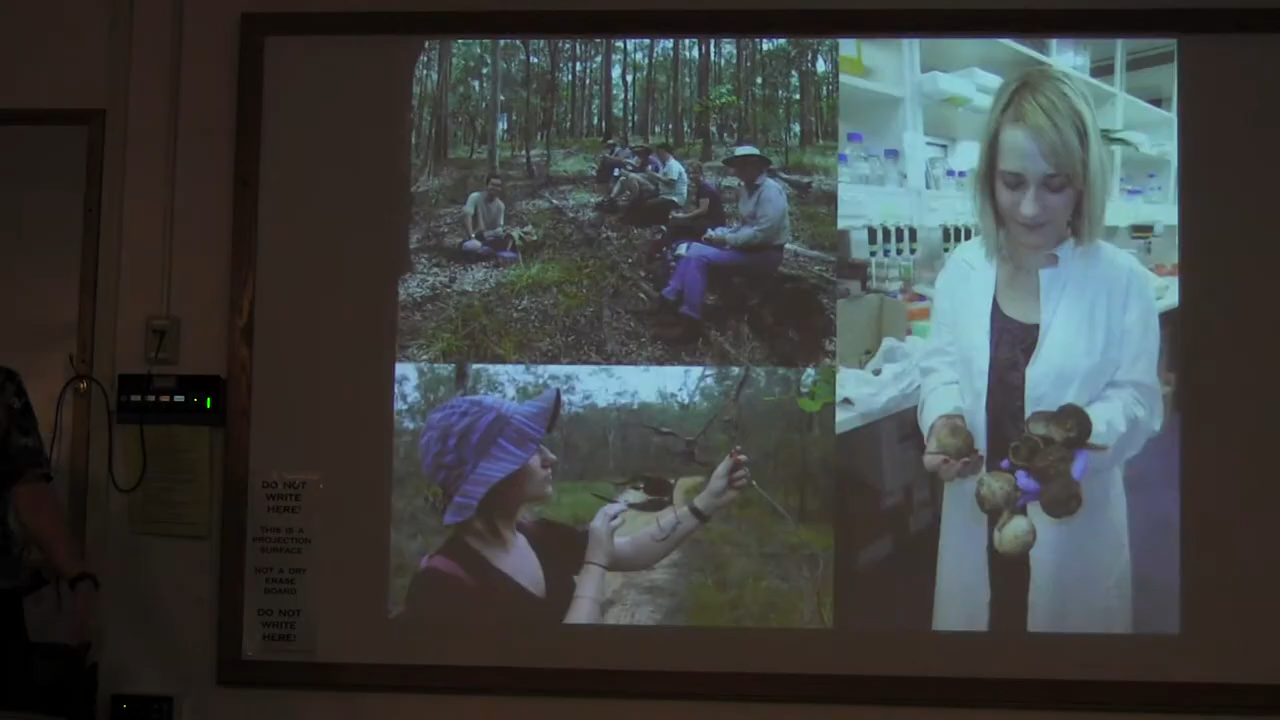 DO NOT
WRITE
HERE!
THIS IS A
PROJECTION
SURFACE
NOT A DRY
ERASE
BOARD
DO NOT
WRITE
HERE!